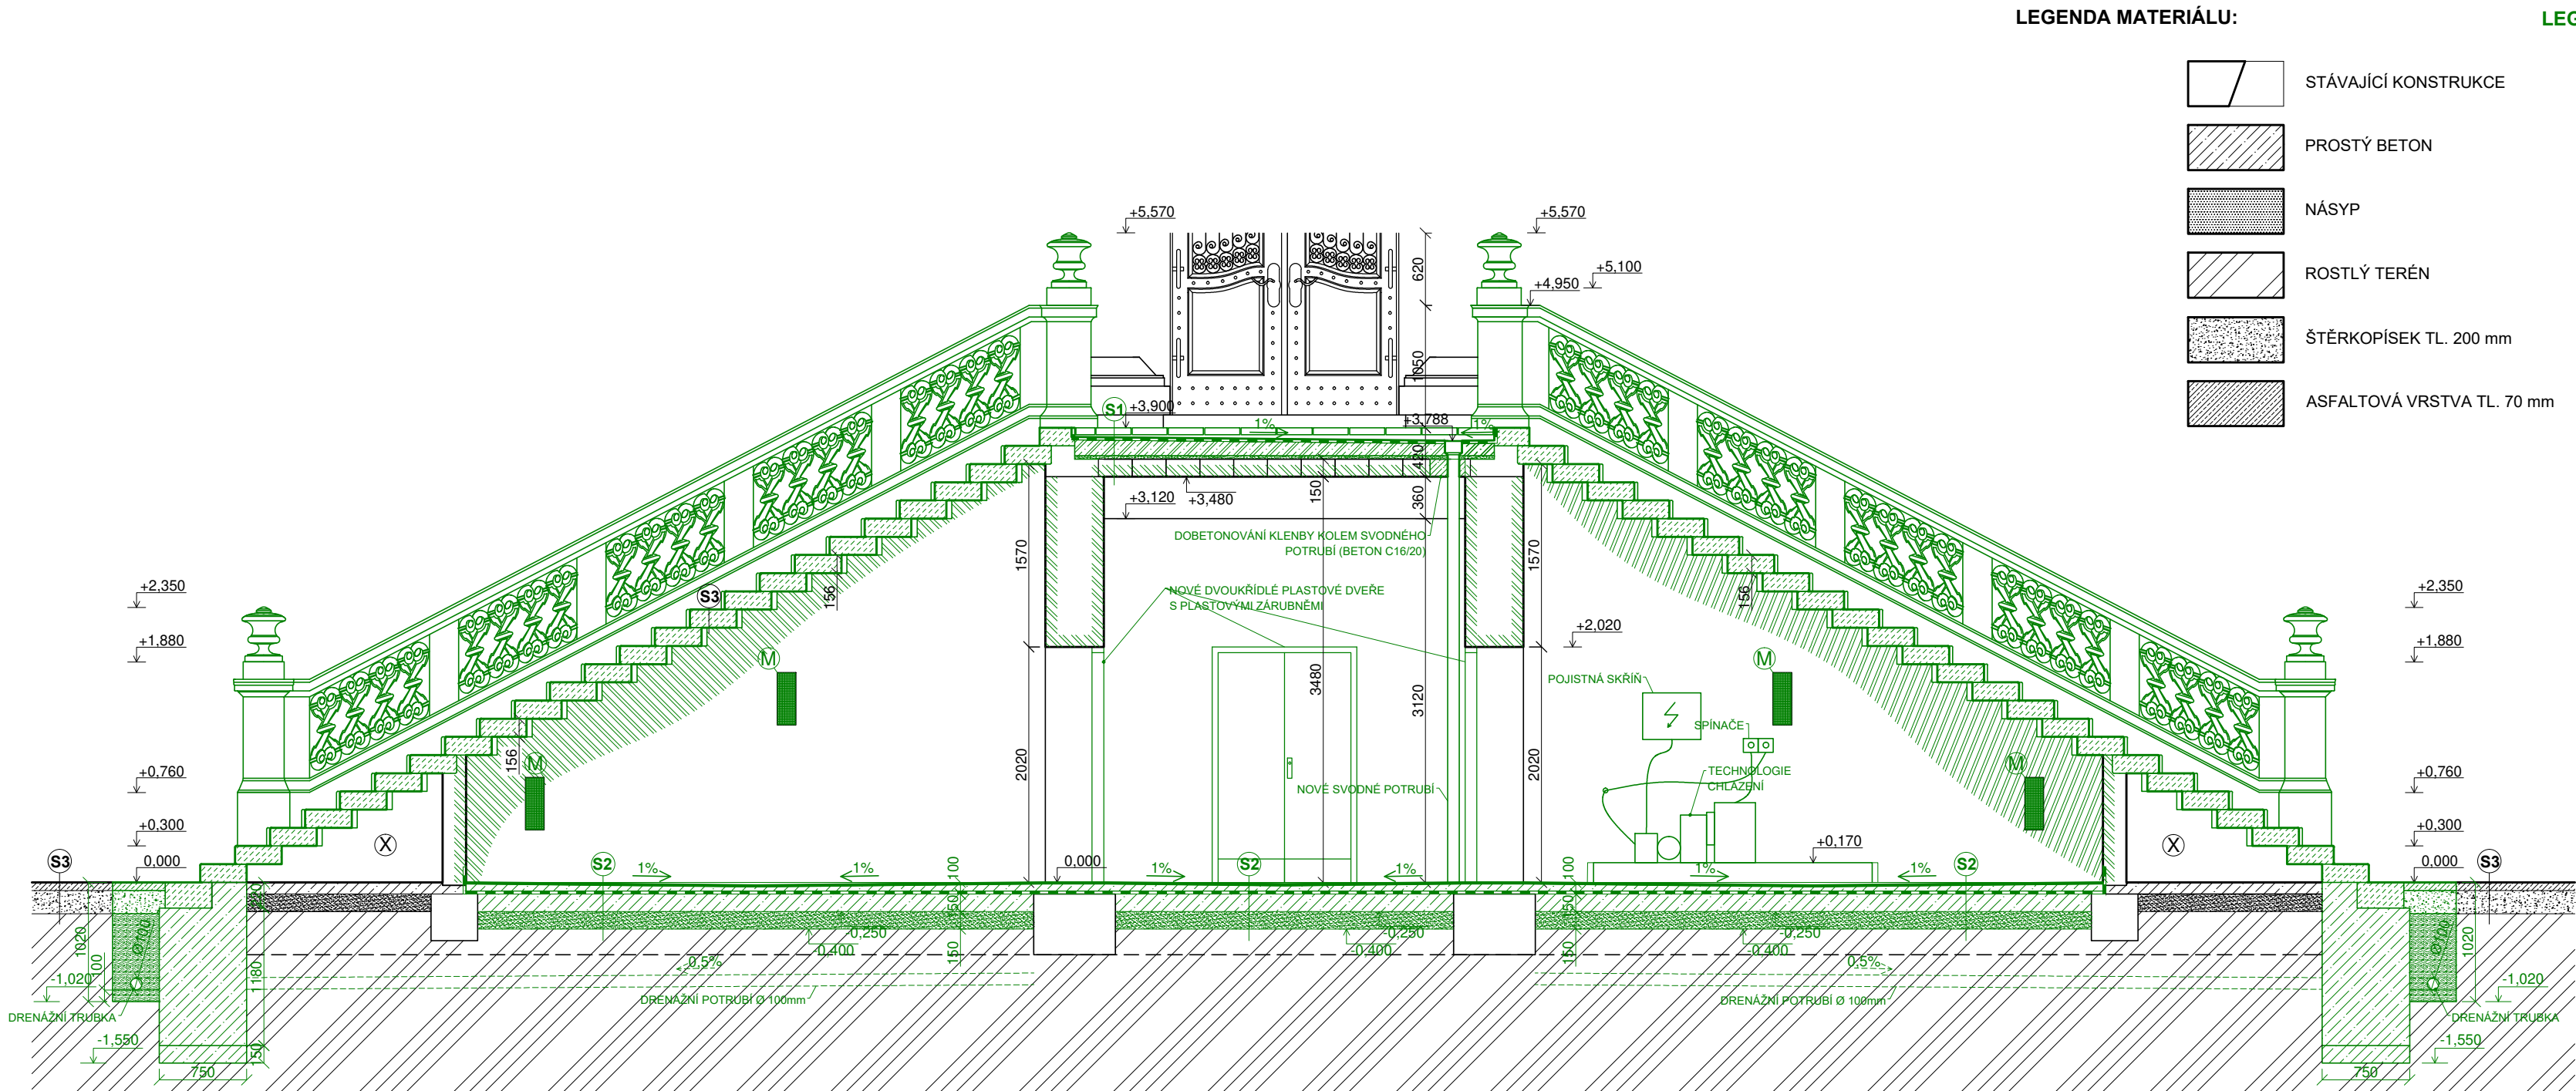 LEGENDA MATERIÁLU:
LEG
STÁVAJÍCÍ KONSTRUKCE
PROSTÝ BETON
NÁSYP
ROSTLÝ TERÉN
ŠTĚRKOPÍSEK TL. 200 mm
ASFALTOVÁ VRSTVA TL. 70 mm
+5,570
+5,570
+5,100
+4,950
620
1050
S1
+3,900
+3,788
1%
1%
420
150
360
+3,480
+3,120
DOBETONOVÁNÍ KLENBY KOLEM SVODNÉHO
POTRUBÍ (BETON C16/20)
1570
1570
156
156
S3
NOVÉ DVOUKŘÍDLÉ PLASTOVÉ DVEŘE
S PLASTOVÝMI ZÁRUBNĚMI
+2,350
+2,350
+1,880
+1,880
+2,020
M
M
3480
3120
POJISTNÁ SKŘÍŇ
SPÍNAČE
156
M
M
2020
2020
TECHNOLOGIE
CHLAZENÍ
NOVÉ SVODNÉ POTRUBÍ
+0,760
+0,760
+0,300
+0,300
X
X
+0,170
S3
0,000
S2
1%
1%
100
0,000
1%
S2
1%
100
1%
1%
S2
0,000
S3
150
150
-0,250
-0,400
-0,250
-0,400
-0,250
-0,400
150
150
1020
100
Ø100
1180
0,5%
0,5%
Ø100
1020
-1,020
-1,020
DRENÁŽNÍ POTRUBÍ Ø 100mm
DRENÁŽNÍ POTRUBÍ Ø 100mm
DRENÁŽNÍ TRUBKA
DRENÁŽNÍ TRUBKA
-1,550
-1,550
150
750
750